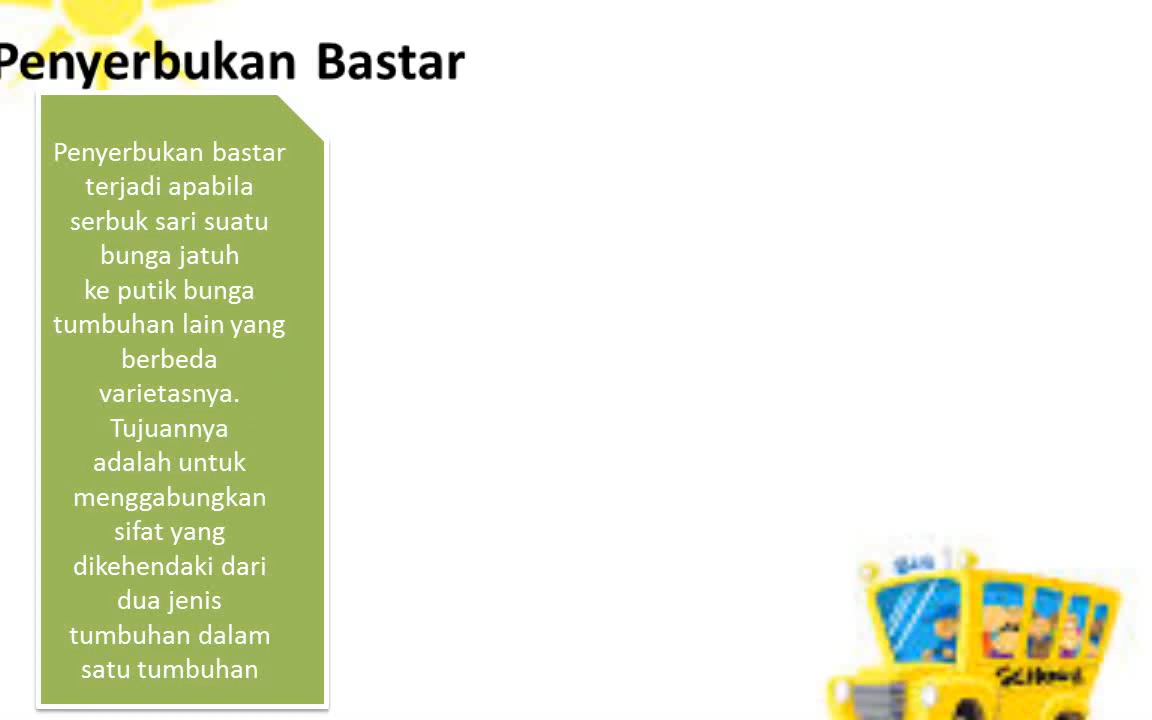 Penyerbukan Bastar
Penyerbukan bastar
terjadi apabila
serbuk sari suatu
bunga jatuh
ke putik bunga
tumbuhan lain yang
berbeda
varietasnya.
Tujuannya
adalah untuk
menggabungkan
sifat yang
dikehendaki dari
dua jenis
tumbuhan dalam
satu tumbuhan
SCHOOL